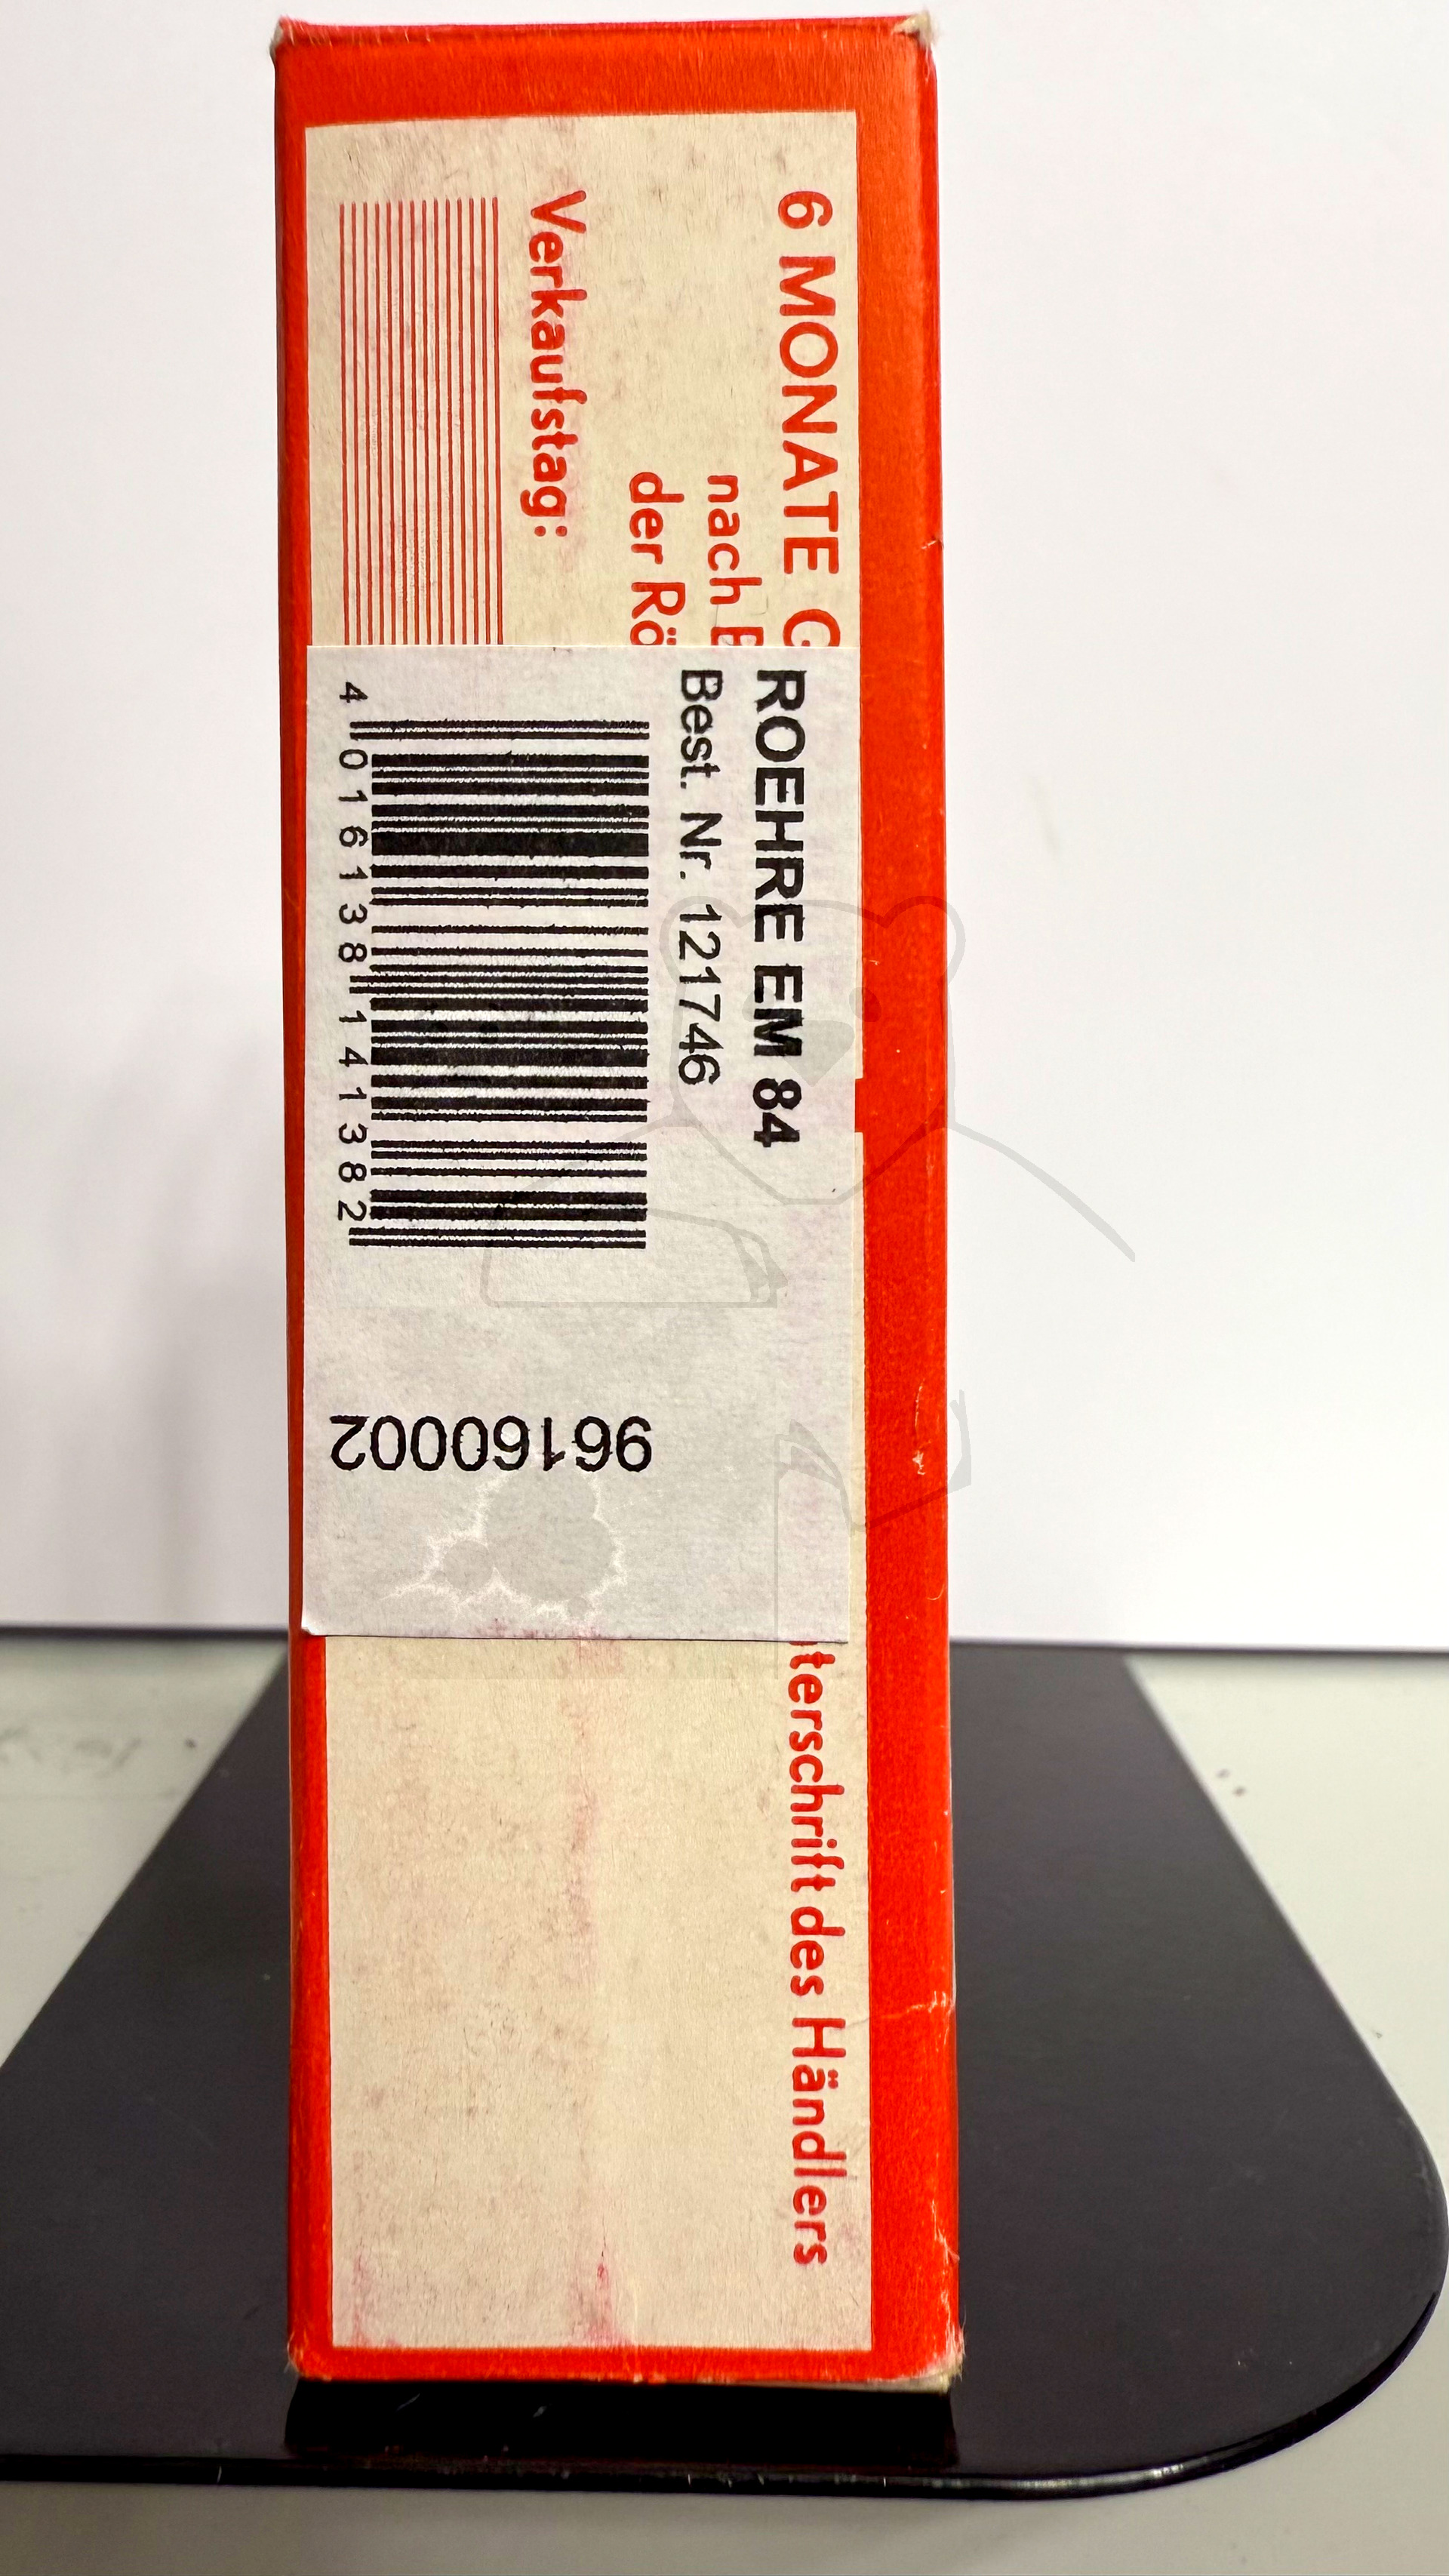 6 MONATE G
nach
der Rö
Verkaufstag:
ROEHRE EM 84
Best. Nr. 121746
4 016138 141382
96160002
terschrift des Händlers